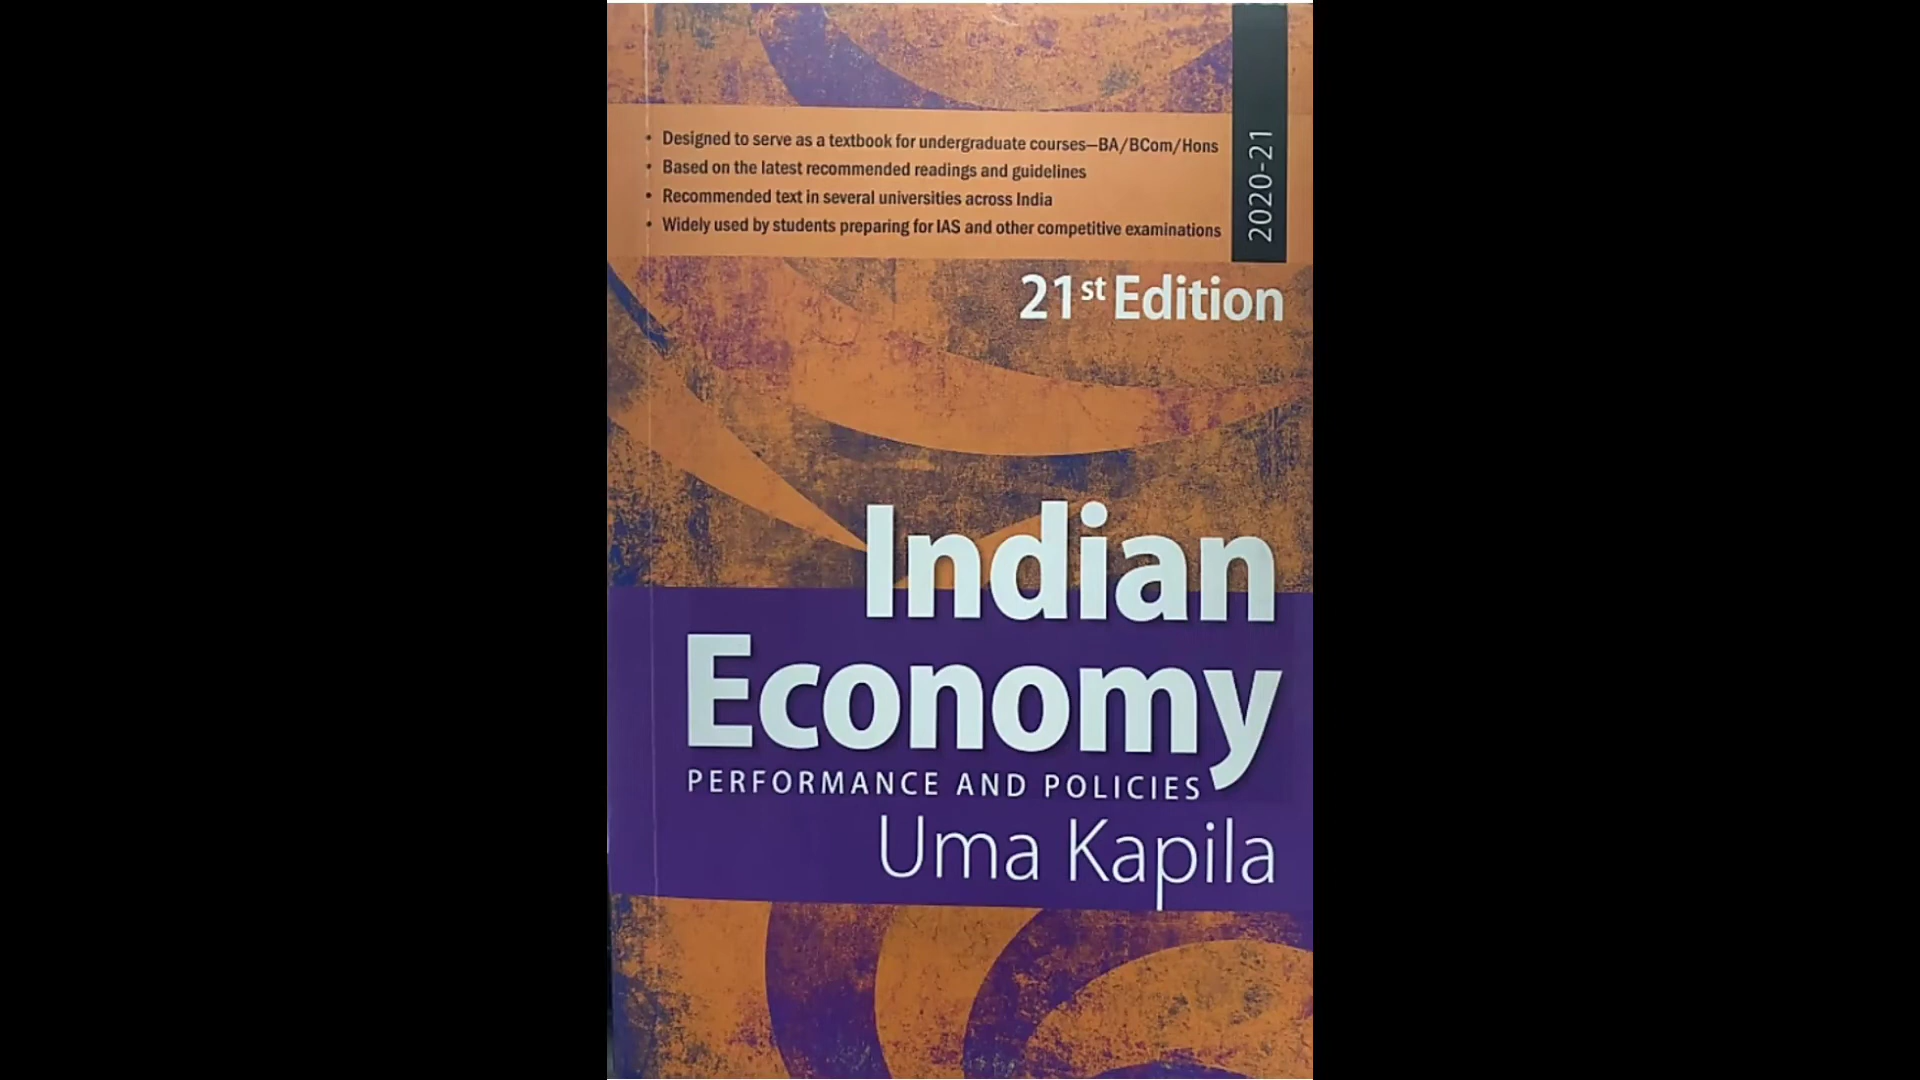 • Designed to serve as a textbook for undergraduate courses—BA/BCom/Hons
• Based on the latest recommended readings and guidelines
• Recommended text in several universities across India
• Widely used by students preparing for IAS and other competitive examinations
2020-21
21st Edition
Indian
Economy
PERFORMANCE AND POLICIES
Uma Kapila